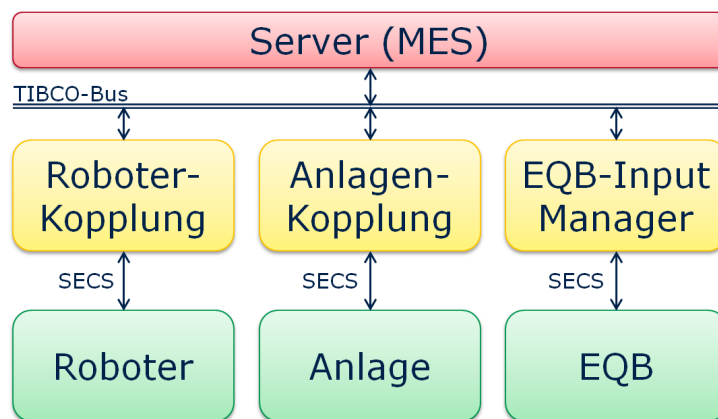 Server (MES)
TIBCO-Bus
Roboter-
Kopplung
Anlagen-
Kopplung
EQB-Input
Manager
SECS
SECS
SECS
Roboter
Anlage
EQB